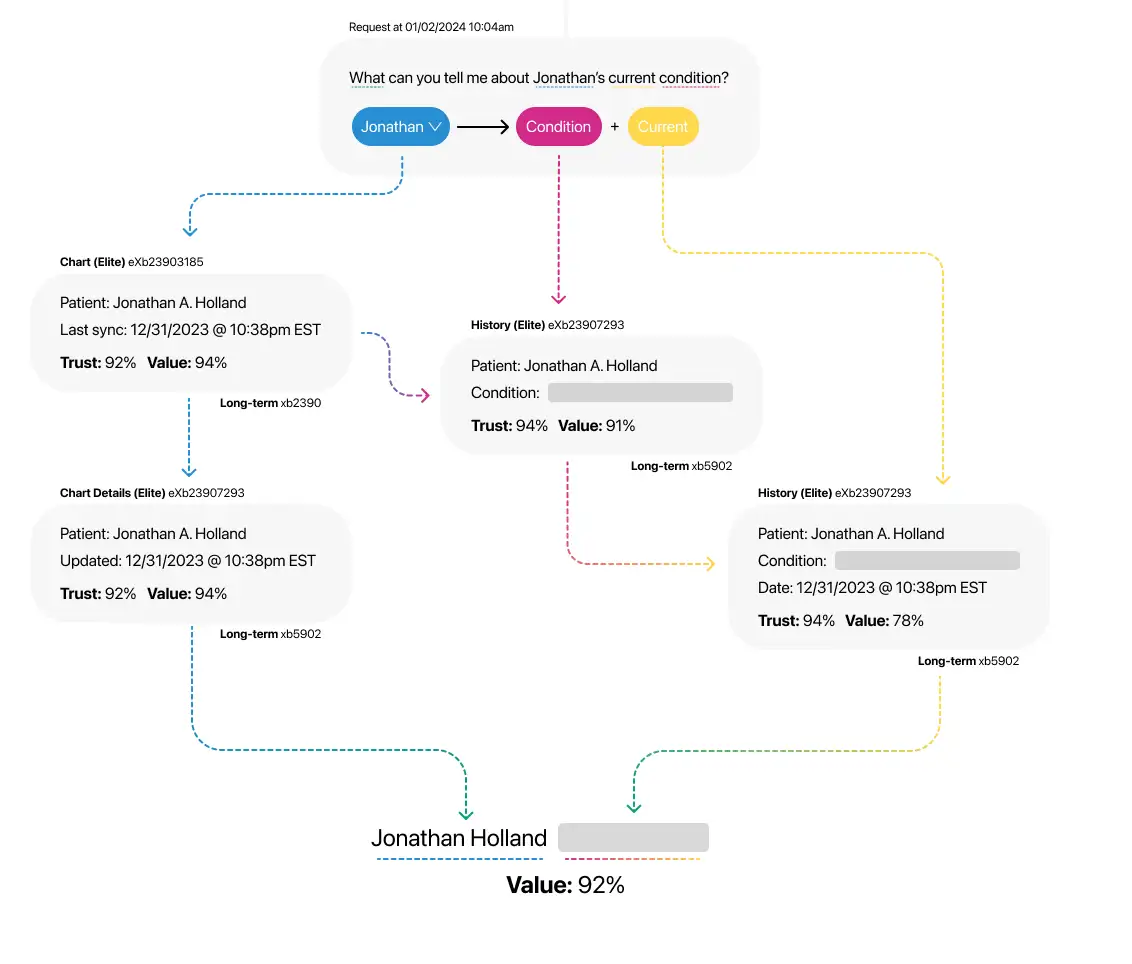 Request at 01/02/2024 10:04am
What can you tell me about Jonathan's current condition?
Jonathan
Condition
+
Current
Chart (Elite) eXb23903185
Patient: Jonathan A. Holland
Last sync: 12/31/2023 @ 10:38pm EST
Trust: 92% Value: 94%
Long-term xb2390
History (Elite) eXb23907293
Patient: Jonathan A. Holland
Condition:
Trust: 94% Value: 91%
Long-term xb5902
Chart Details (Elite) eXb23907293
Patient: Jonathan A. Holland
Updated: 12/31/2023 @ 10:38pm EST
Trust: 92% Value: 94%
Long-term xb5902
History (Elite) eXb23907293
Patient: Jonathan A. Holland
Condition:
Date: 12/31/2023 @ 10:38pm EST
Trust: 94% Value: 78%
Long-term xb5902
Jonathan Holland
Value: 92%